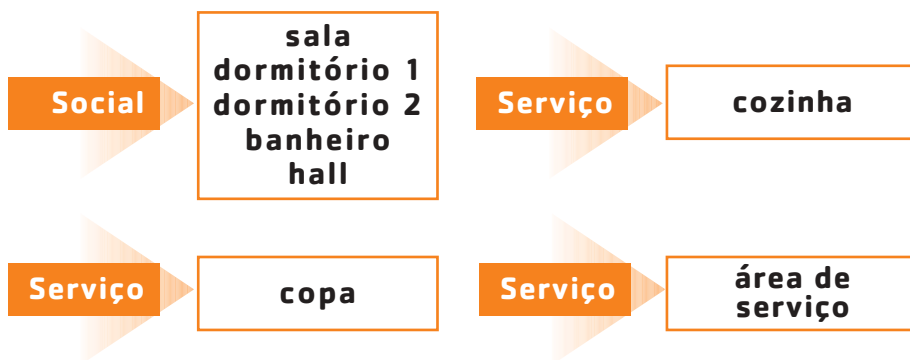 Social
sala
dormitório 1
dormitório 2
banheiro
hall
Serviço
cozinha
Serviço
copa
Serviço
área de
serviço